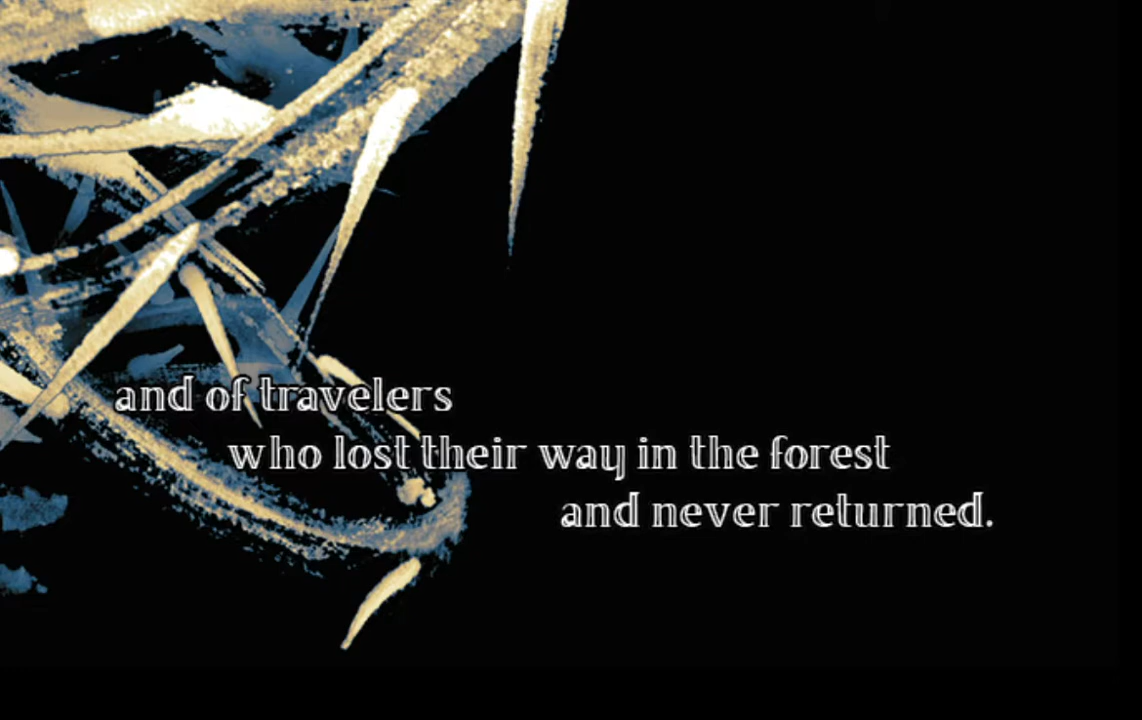 and of travelers
who lost their way in the forest
and never returned.